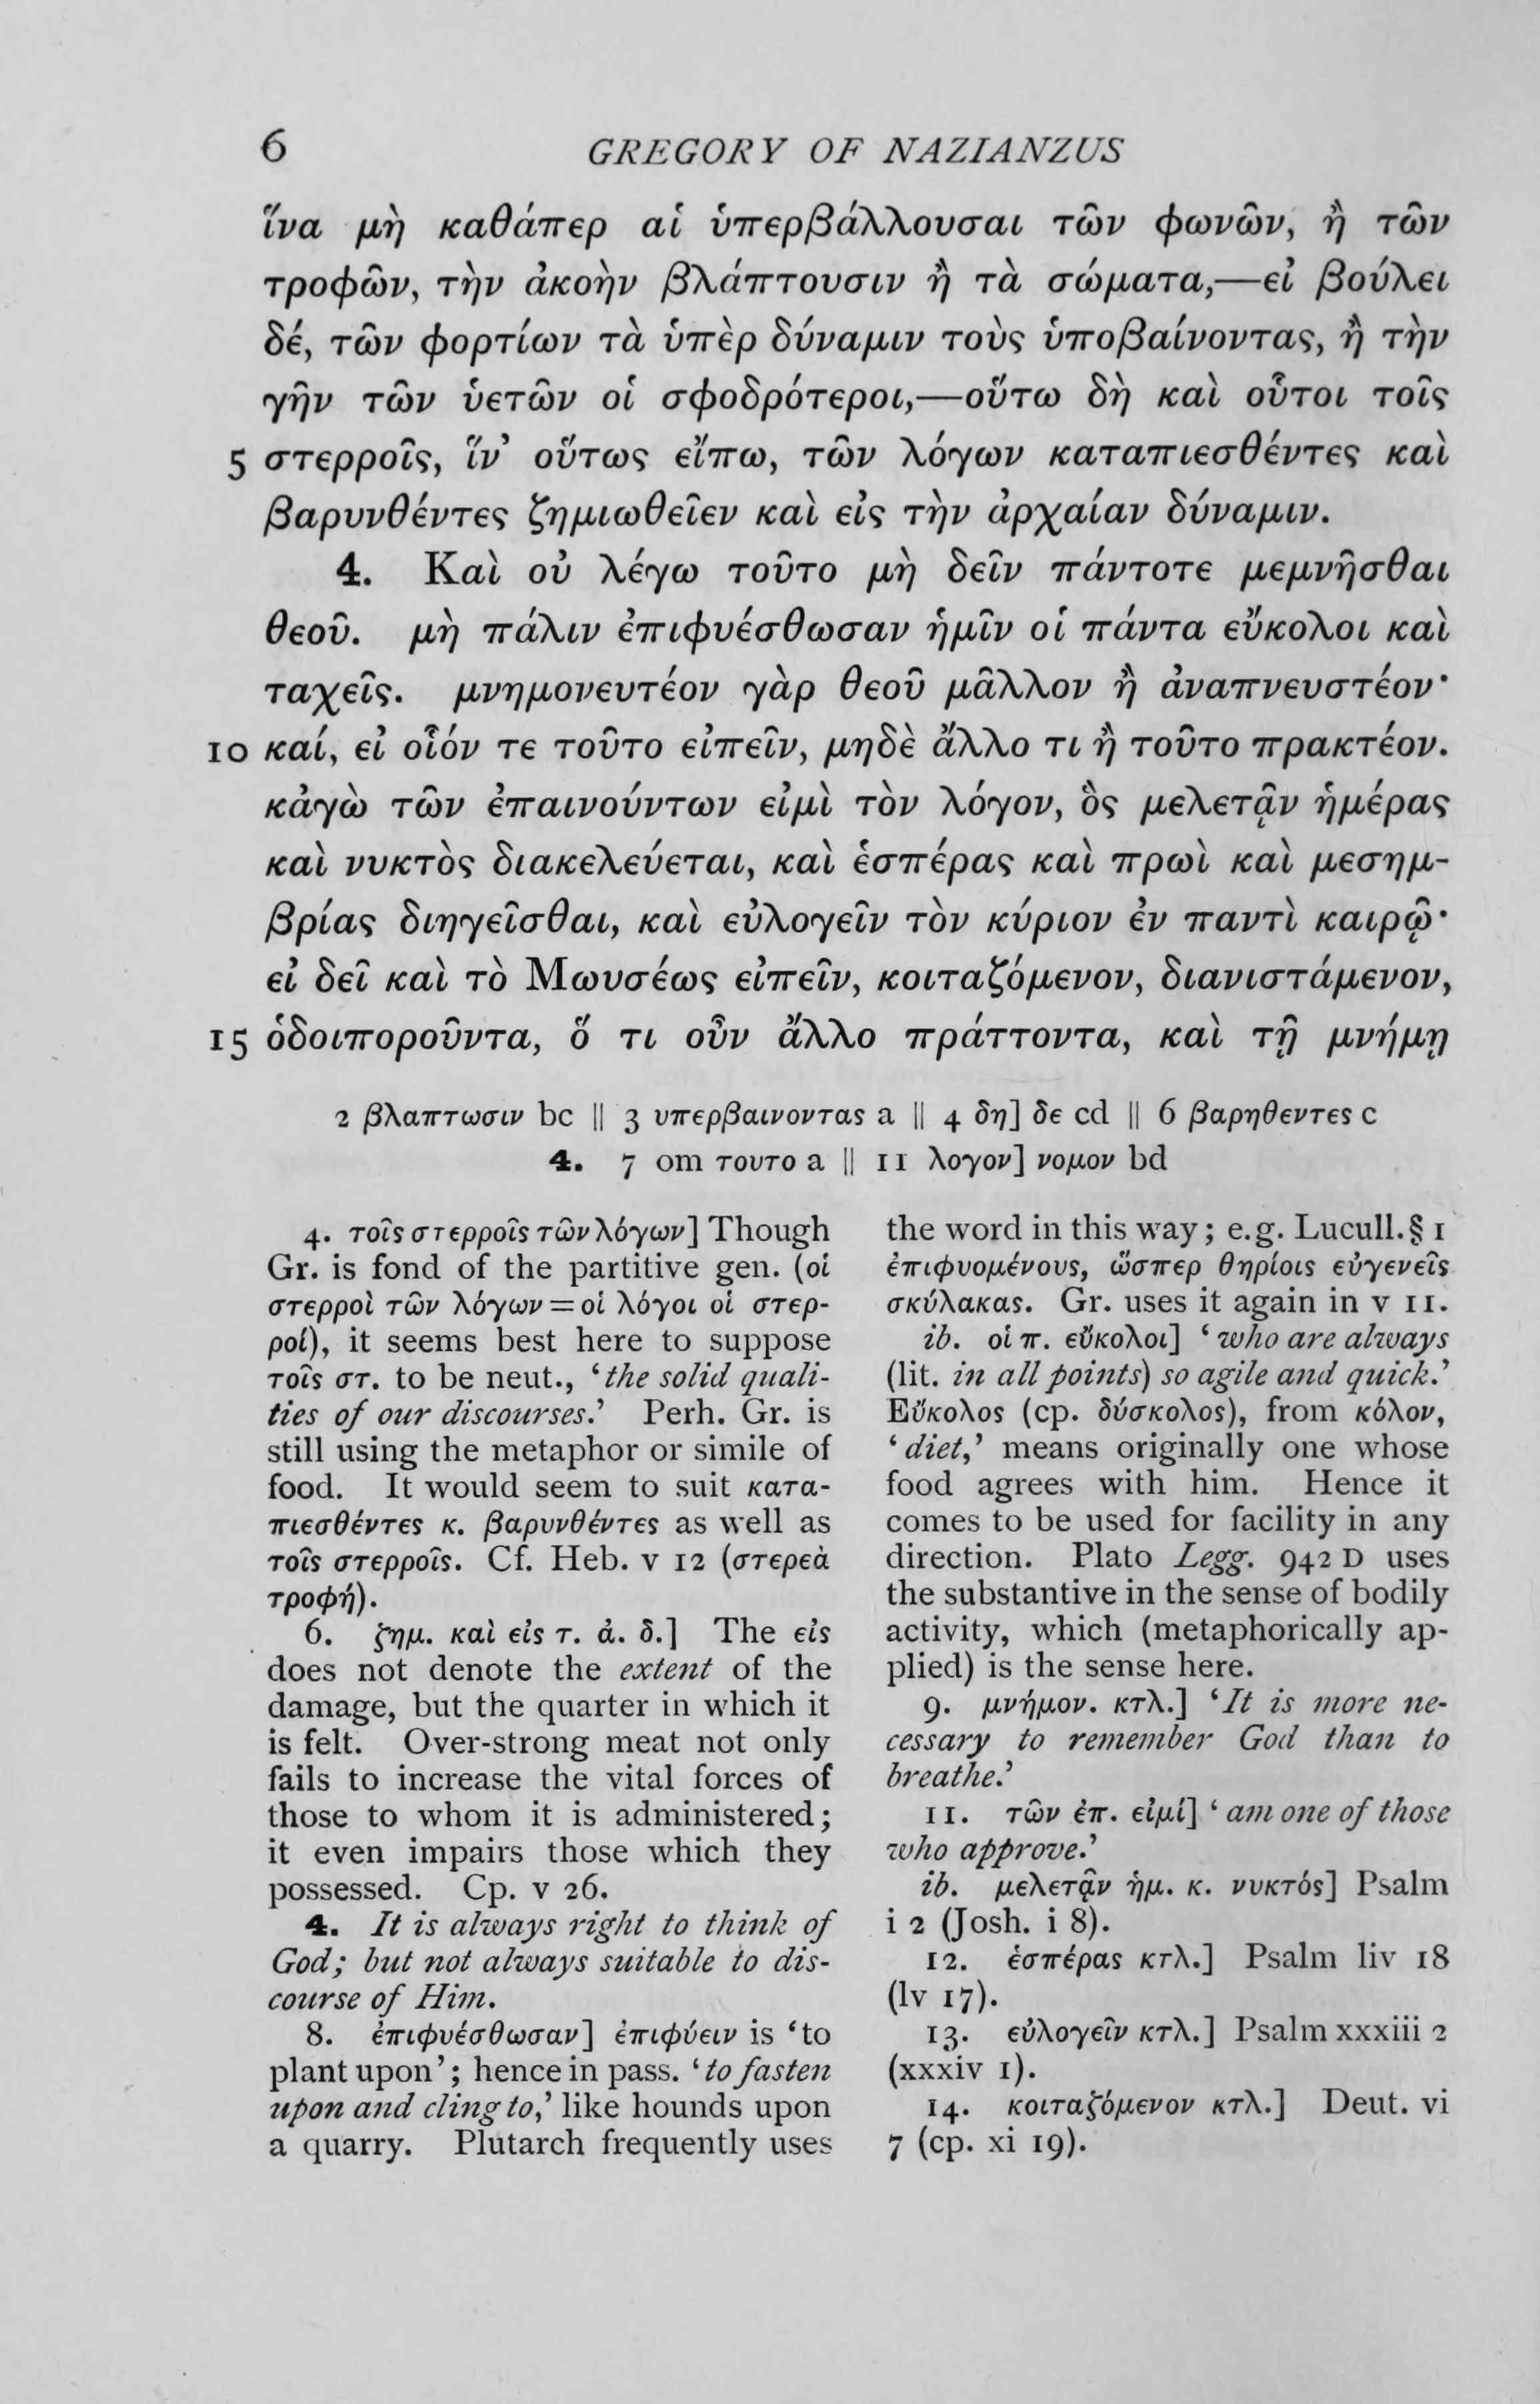 6 GREGORY OF NAZIANZUS
ἵνα μὴ καθάπερ αἱ ὑπερβάλλουσαι τῶν φωνῶν, ἢ τῶν
τροφῶν, τὴν ἀκοὴν βλάπτουσιν ἢ τὰ σώματα,—εἰ βούλει
δέ, τῶν φορτίων τὰ ὑπὲρ δύναμιν τοὺς ὑποβαίνοντας, ἢ τὴν
γῆν τῶν ὑετῶν οἱ σφοδρότεροι,—οὕτω δὴ καὶ οὗτοι τοῖς
5 στερροῖς, ἵν' οὕτως εἴπω, τῶν λόγων καταπιεσθέντες καὶ
βαρυνθέντες ζημιωθεῖεν καὶ εἰς τὴν ἀρχαίαν δύναμιν.
4. Καὶ οὐ λέγω τοῦτο μὴ δεῖν πάντοτε μεμνῆσθαι
θεοῦ. μὴ πάλιν ἐπιφυέσθωσαν ἡμῖν οἱ πάντα εὔκολοι καὶ
ταχεῖς. μνημονευτέον γὰρ θεοῦ μᾶλλον ἢ ἀναπνευστέον·
10 καί, εἰ οἷόν τε τοῦτο εἰπεῖν, μηδὲ ἄλλο τι ἢ τοῦτο πρακτέον.
κἀγὼ τῶν ἐπαινούντων εἰμὶ τὸν λόγον, ὃς μελετᾷν ἡμέρας
καὶ νυκτὸς διακελεύεται, καὶ ἑσπέρας καὶ πρωὶ καὶ μεσημ-
βρίας διηγεῖσθαι, καὶ εὐλογεῖν τὸν κύριον ἐν παντὶ καιρῷ·
εἰ δεῖ καὶ τὸ Μωυσέως εἰπεῖν, κοιταζόμενον, διανιστάμενον,
15 ὁδοιποροῦντα, ὅ τι οὖν ἄλλο πράττοντα, καὶ τῇ μνήμῃ
2 βλαπτωσιν bc || 3 υπερβαινοντας a || 4 δη] δε cd || 6 βαρηθεντες c
4. 7 om τουτο a || 11 λογον] νομον bd
4. τοῖς στερροῖς τῶν λόγων] Though
Gr. is fond of the partitive gen. (οἱ
στερροὶ τῶν λόγων = οἱ λόγοι οἱ στερ-
ροί), it seems best here to suppose
τοῖς στ. to be neut., 'the solid quali-
ties of our discourses.' Perh. Gr. is
still using the metaphor or simile of
food. It would seem to suit κατα-
πιεσθέντες κ. βαρυνθέντες as well as
τοῖς στερροῖς. Cf. Heb. v 12 (στερεὰ
τροφή).
6. ζημ. καὶ εἰς τ. ἀ. δ.] The εἰς
does not denote the extent of the
damage, but the quarter in which it
is felt. Over-strong meat not only
fails to increase the vital forces of
those to whom it is administered;
it even impairs those which they
possessed. Cp. v 26.
4. It is always right to think of
God; but not always suitable to dis-
course of Him.
8. ἐπιφυέσθωσαν] ἐπιφύειν is 'to
plant upon'; hence in pass. 'to fasten
upon and cling to,' like hounds upon
a quarry. Plutarch frequently uses
the word in this way; e.g. Lucull. § 1
ἐπιφυομένους, ὥσπερ θηρίοις εὐγενεῖς
σκύλακας. Gr. uses it again in v 11.
ib. οἱ π. εὔκολοι] 'who are always
(lit. in all points) so agile and quick.'
Εὔκολος (cp. δύσκολος), from κόλον,
'diet,' means originally one whose
food agrees with him. Hence it
comes to be used for facility in any
direction. Plato Legg. 942 D uses
the substantive in the sense of bodily
activity, which (metaphorically ap-
plied) is the sense here.
9. μνήμον. κτλ.] 'It is more ne-
cessary to remember God than to
breathe.'
11. τῶν ἐπ. εἰμί] 'am one of those
who approve.'
ib. μελετᾷν ἡμ. κ. νυκτός] Psalm
i 2 (Josh. i 8).
12. ἑσπέρας κτλ.] Psalm liv 18
(lv 17).
13. εὐλογεῖν κτλ.] Psalm xxxiii 2
(xxxiv 1).
14. κοιταζόμενον κτλ.] Deut. vi
7 (cp. xi 19).